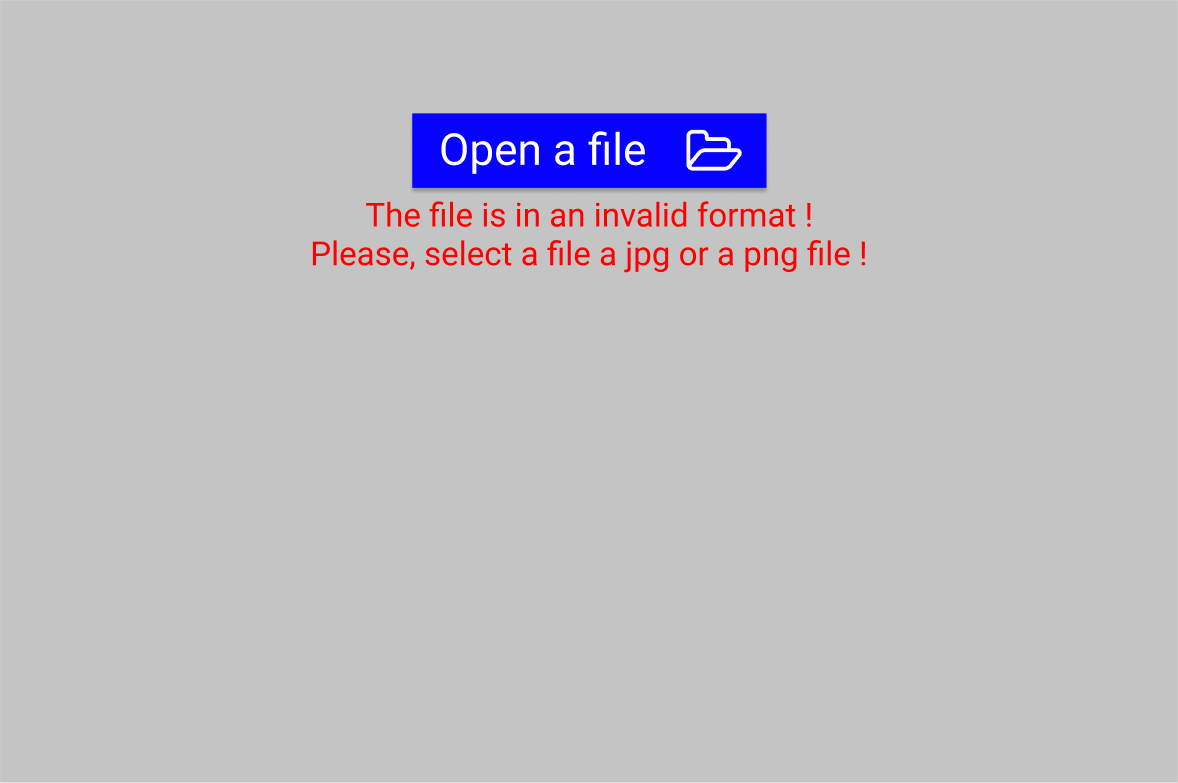 Open a file
The file is in an invalid format !
Please, select a file a jpg or a png file !